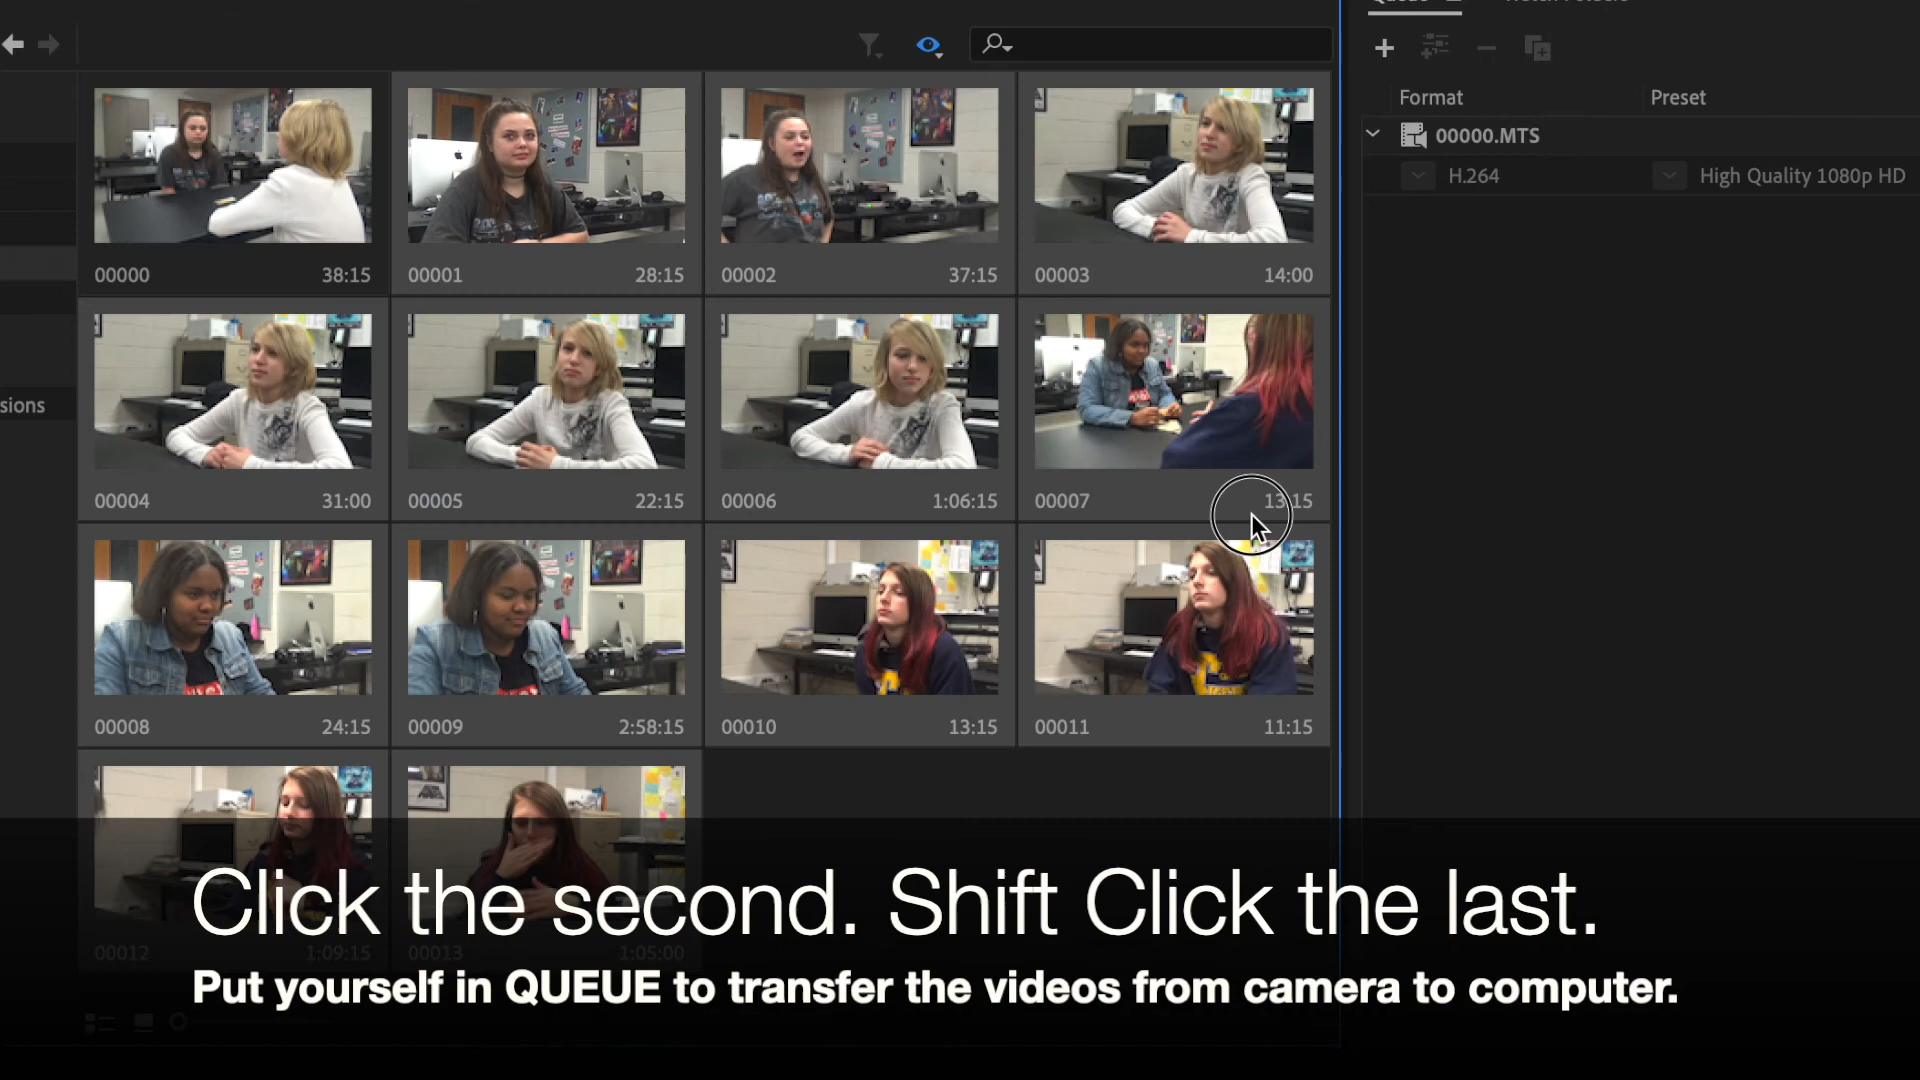 Format Preset
00000.MTS
H.264 High Quality 1080p HD
00000 38:15 00001 28:15 00002 37:15 00003 14:00
00004 31:00 00005 22:15 00006 1:06:15 00007 13:15
sions
00008 24:15 00009 2:58:15 00010 13:15 00011 11:15
00012 1:09:15 00013 1:05:00
Click the second. Shift Click the last.
Put yourself in QUEUE to transfer the videos from camera to computer.